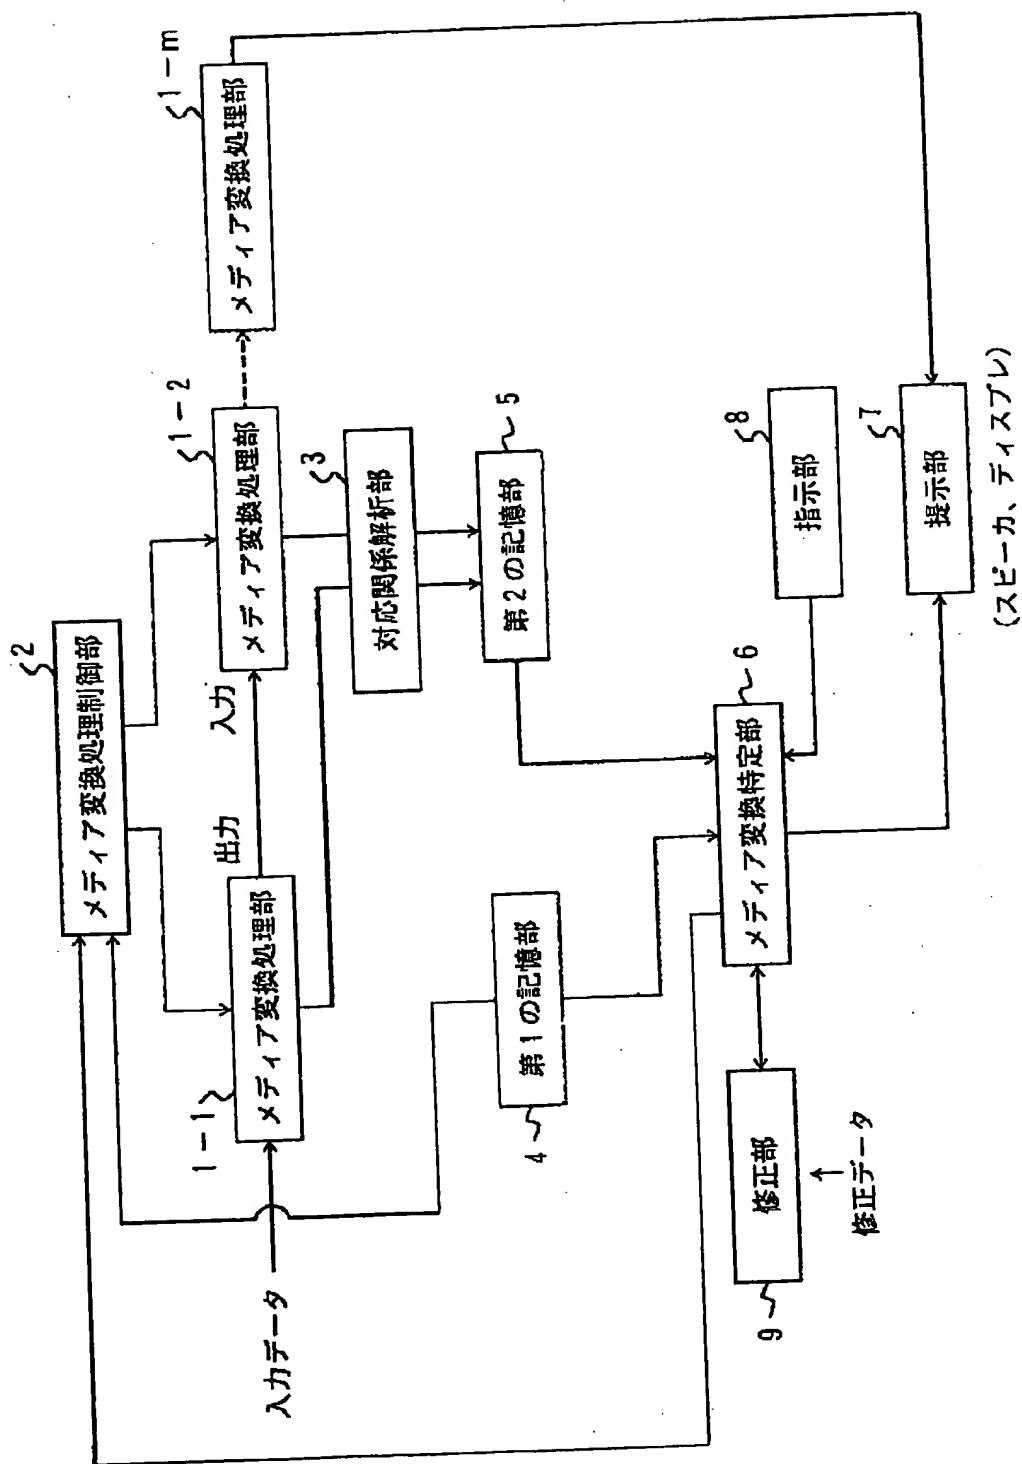 2
メディア変換処理制御部
入力データ
1-1
メディア変換処理部
出力
入力
1-2
メディア変換処理部
1-m
メディア変換処理部
3
対応関係解析部
4
第1の記憶部
5
第2の記憶部
9
修正部
修正データ
6
メディア変換特定部
8
指示部
7
提示部
(スピーカ、ディスプレ)